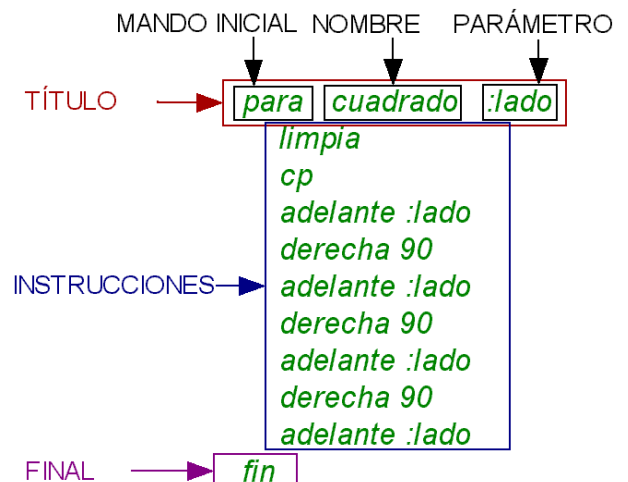 MANDO INICIAL NOMBRE PARÁMETRO
TÍTULO para cuadrado :lado
limpia
cp
adelante :lado
derecha 90
INSTRUCCIONES adelante :lado
derecha 90
adelante :lado
derecha 90
adelante :lado
FINAL fin